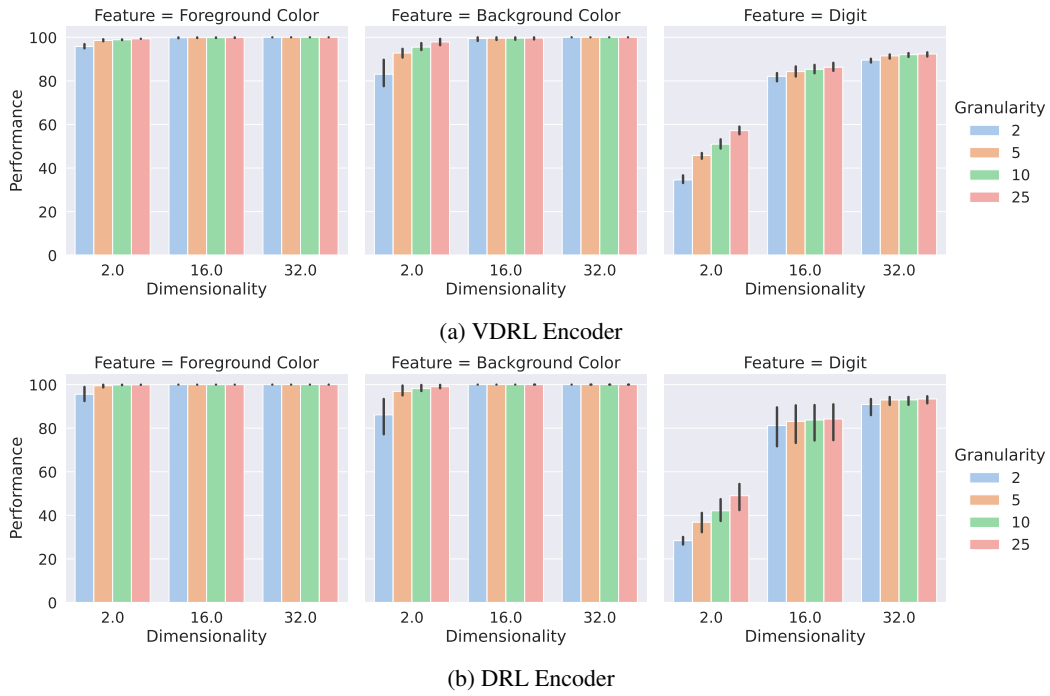 Feature = Foreground Color
Feature = Background Color
Feature = Digit
100
80
60
40
20
0
Performance
2.0 16.0 32.0
2.0 16.0 32.0
2.0 16.0 32.0
Dimensionality
Dimensionality
Dimensionality
Granularity
2
5
10
25
(a) VDRL Encoder
Feature = Foreground Color
Feature = Background Color
Feature = Digit
100
80
60
40
20
0
Performance
2.0 16.0 32.0
2.0 16.0 32.0
2.0 16.0 32.0
Dimensionality
Dimensionality
Dimensionality
Granularity
2
5
10
25
(b) DRL Encoder